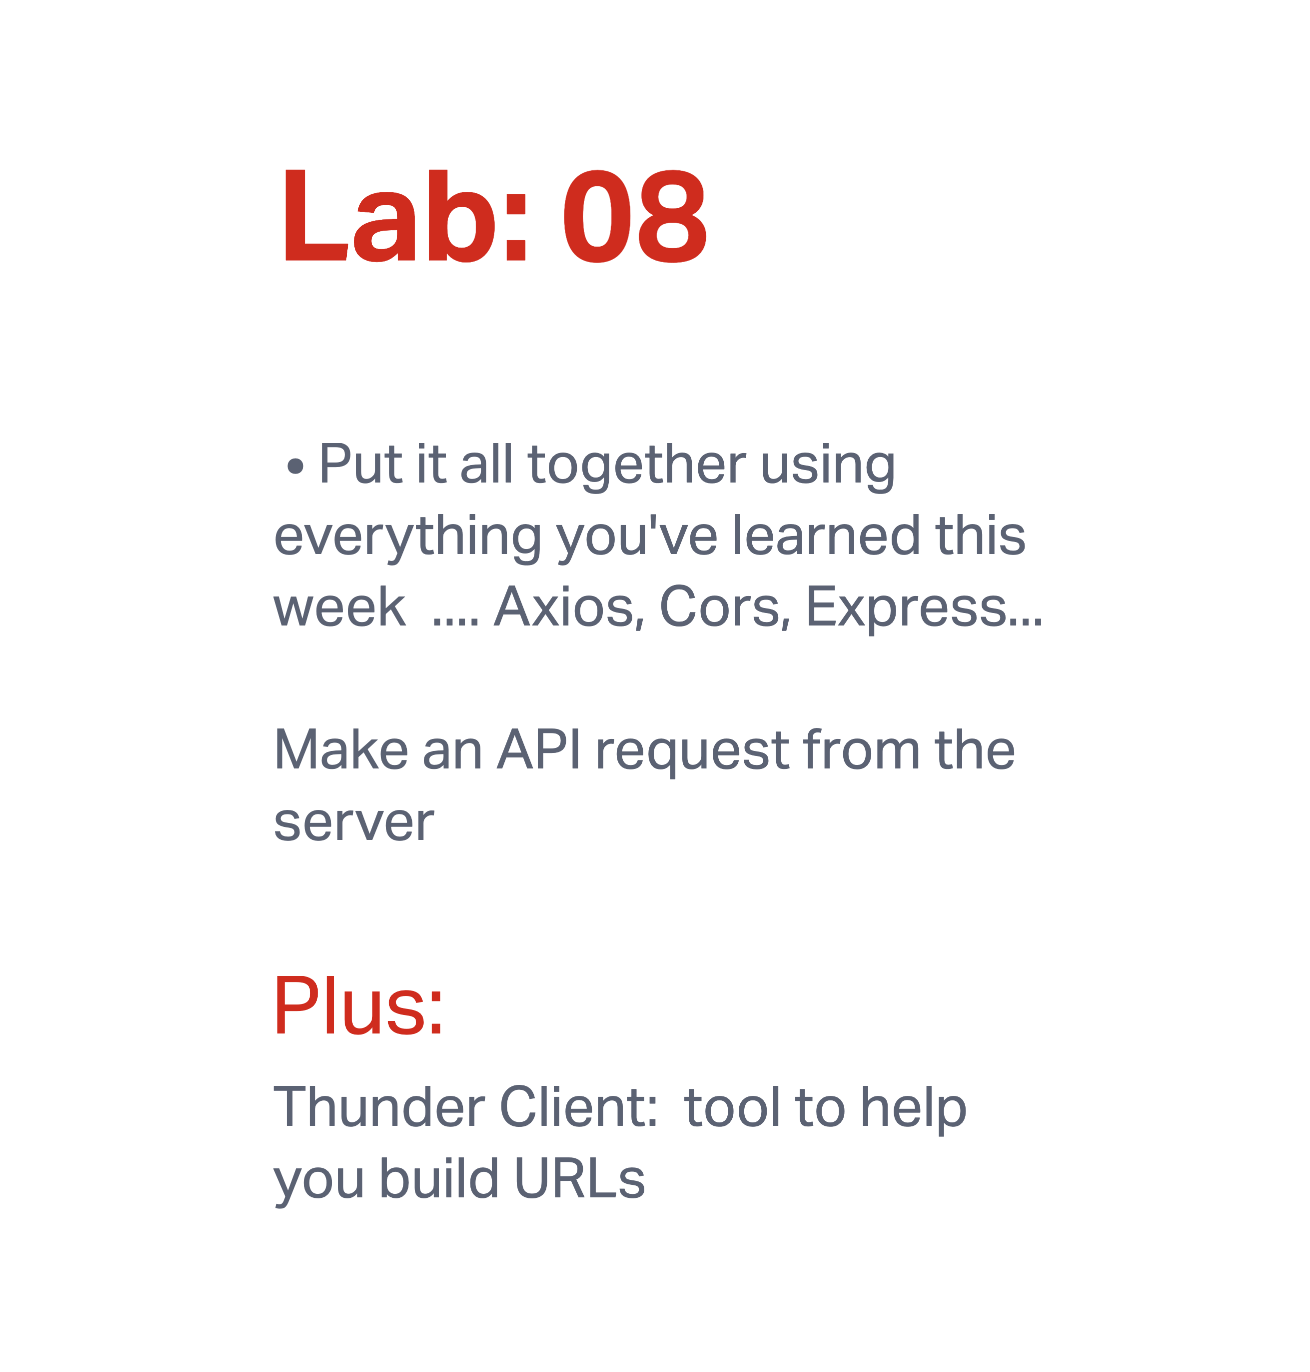 Lab: 08
• Put it all together using
everything you've learned this
week  .... Axios, Cors, Express...
Make an API request from the
server
Plus:
Thunder Client:  tool to help
you build URLs